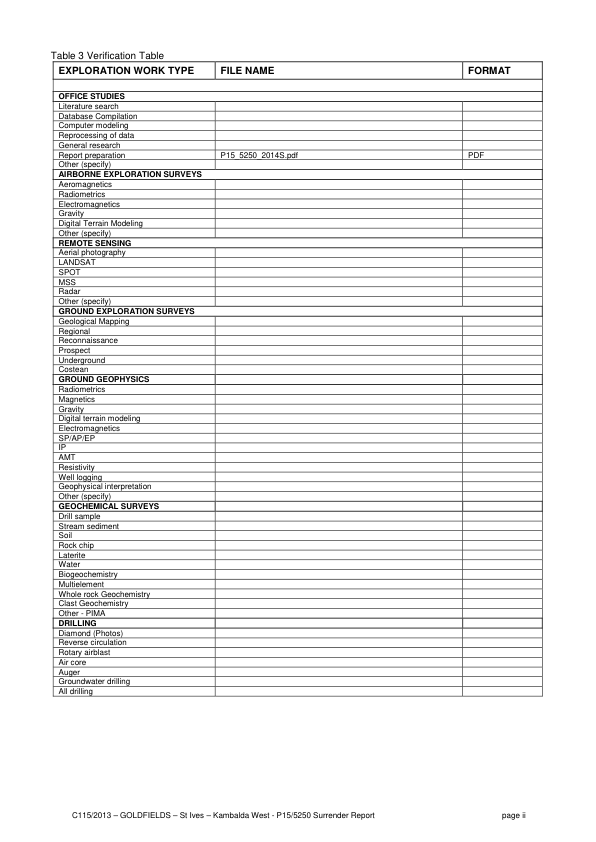 Table 3 Verification Table
EXPLORATION WORK TYPE FILE NAME FORMAT
OFFICE STUDIES
Literature search
Database Compilation
Computer modeling
Reprocessing of data
General research
Report preparation P15_5250_2014S.pdf PDF
Other (specify)
AIRBORNE EXPLORATION SURVEYS
Aeromagnetics
Radiometrics
Electromagnetics
Gravity
Digital Terrain Modeling
Other (specify)
REMOTE SENSING
Aerial photography
LANDSAT
SPOT
MSS
Radar
Other (specify)
GROUND EXPLORATION SURVEYS
Geological Mapping
Regional
Reconnaissance
Prospect
Underground
Costean
GROUND GEOPHYSICS
Radiometrics
Magnetics
Gravity
Digital terrain modeling
Electromagnetics
SP/AP/EP
IP
AMT
Resistivity
Well logging
Geophysical interpretation
Other (specify)
GEOCHEMICAL SURVEYS
Drill sample
Stream sediment
Soil
Rock chip
Laterite
Water
Biogeochemistry
Multielement
Whole rock Geochemistry
Clast Geochemistry
Other - PIMA
DRILLING
Diamond (Photos)
Reverse circulation
Rotary airblast
Air core
Auger
Groundwater drilling
All drilling
C115/2013 – GOLDFIELDS – St Ives – Kambalda West - P15/5250 Surrender Report page ii